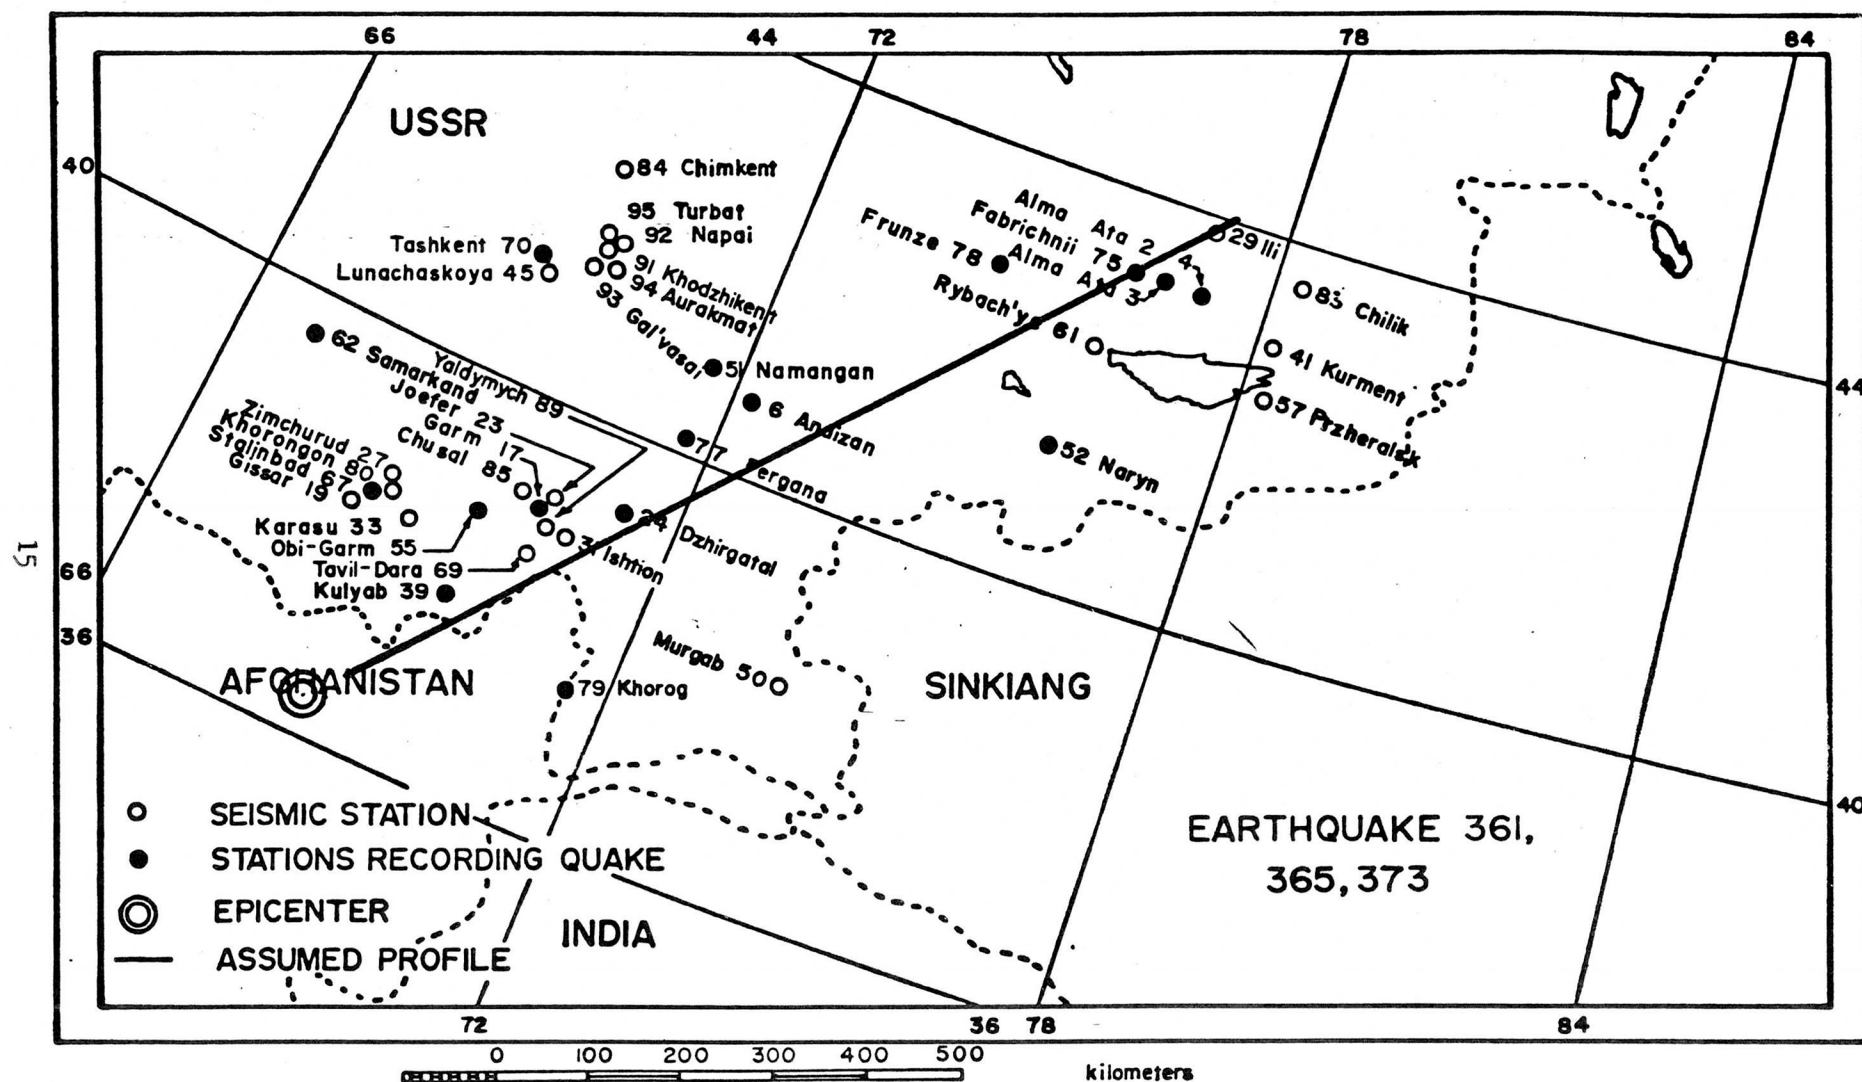 66 44 72 78 84
40
USSR
84 Chimkent
95 Turbat
92 Napai
Tashkent 70
Lunachaskoya 45
91 Khodzhikent
94 Aurakmat
93 Gal'vasai
Alma Ata 2
Fabrichnii 75
4
29 Ili
Frunze 78
Alma Ata 3
Rybach'y 61
83 Chilik
41 Kurment
57 Przheralsk
44
62 Samarkand
Yaldymych 89
Joefer 23
Garm 17
Chusal 85
51 Namangan
6 Andizan
77 Fergana
52 Naryn
Zimchurud 27
Khorongon 80
Stalinbad 67
Gissar 19
Karasu 33
Obi-Garm 55
Tavil-Dara 69
Kulyab 39
31 Ishtion
34 Dzhirgatal
15
66
36
AFGHANISTAN
79 Khorog
Murgab 50
SINKIANG
40
SEISMIC STATION
STATIONS RECORDING QUAKE
EPICENTER
ASSUMED PROFILE
INDIA
EARTHQUAKE 361,
365, 373
72 36 78 84
0 100 200 300 400 500
kilometers